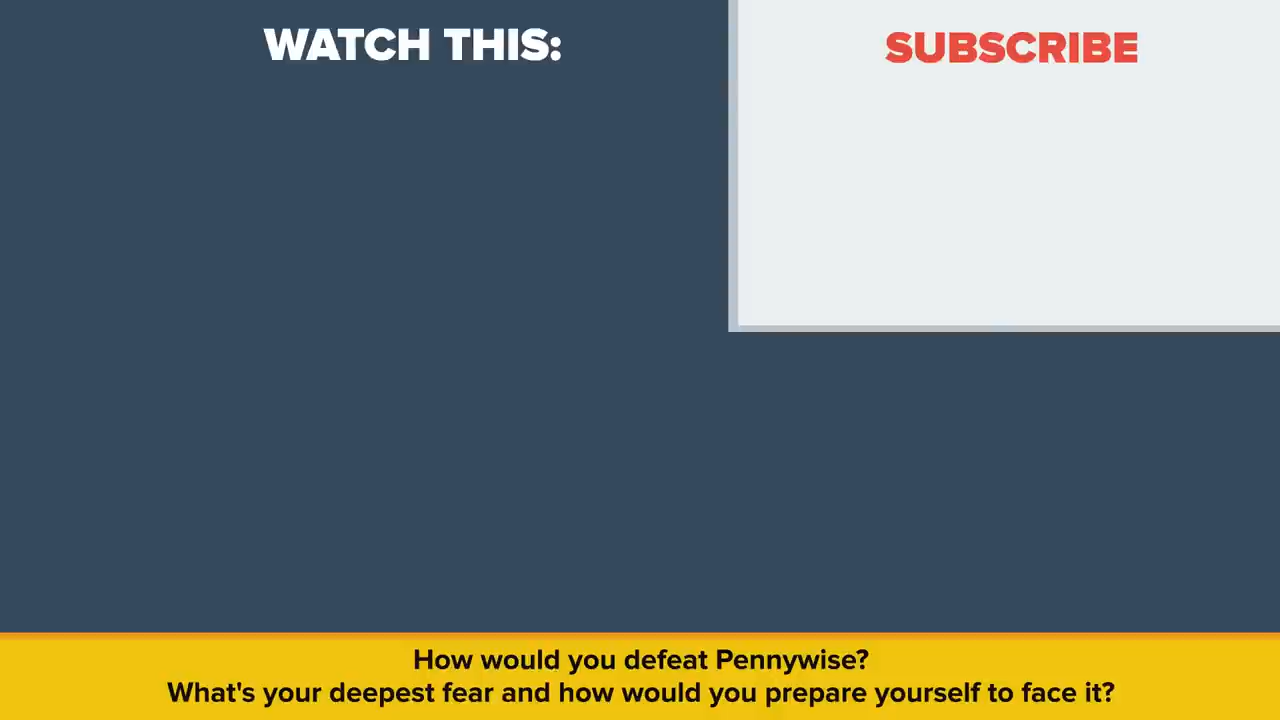 WATCH THIS:
SUBSCRIBE
How would you defeat Pennywise?
What's your deepest fear and how would you prepare yourself to face it?